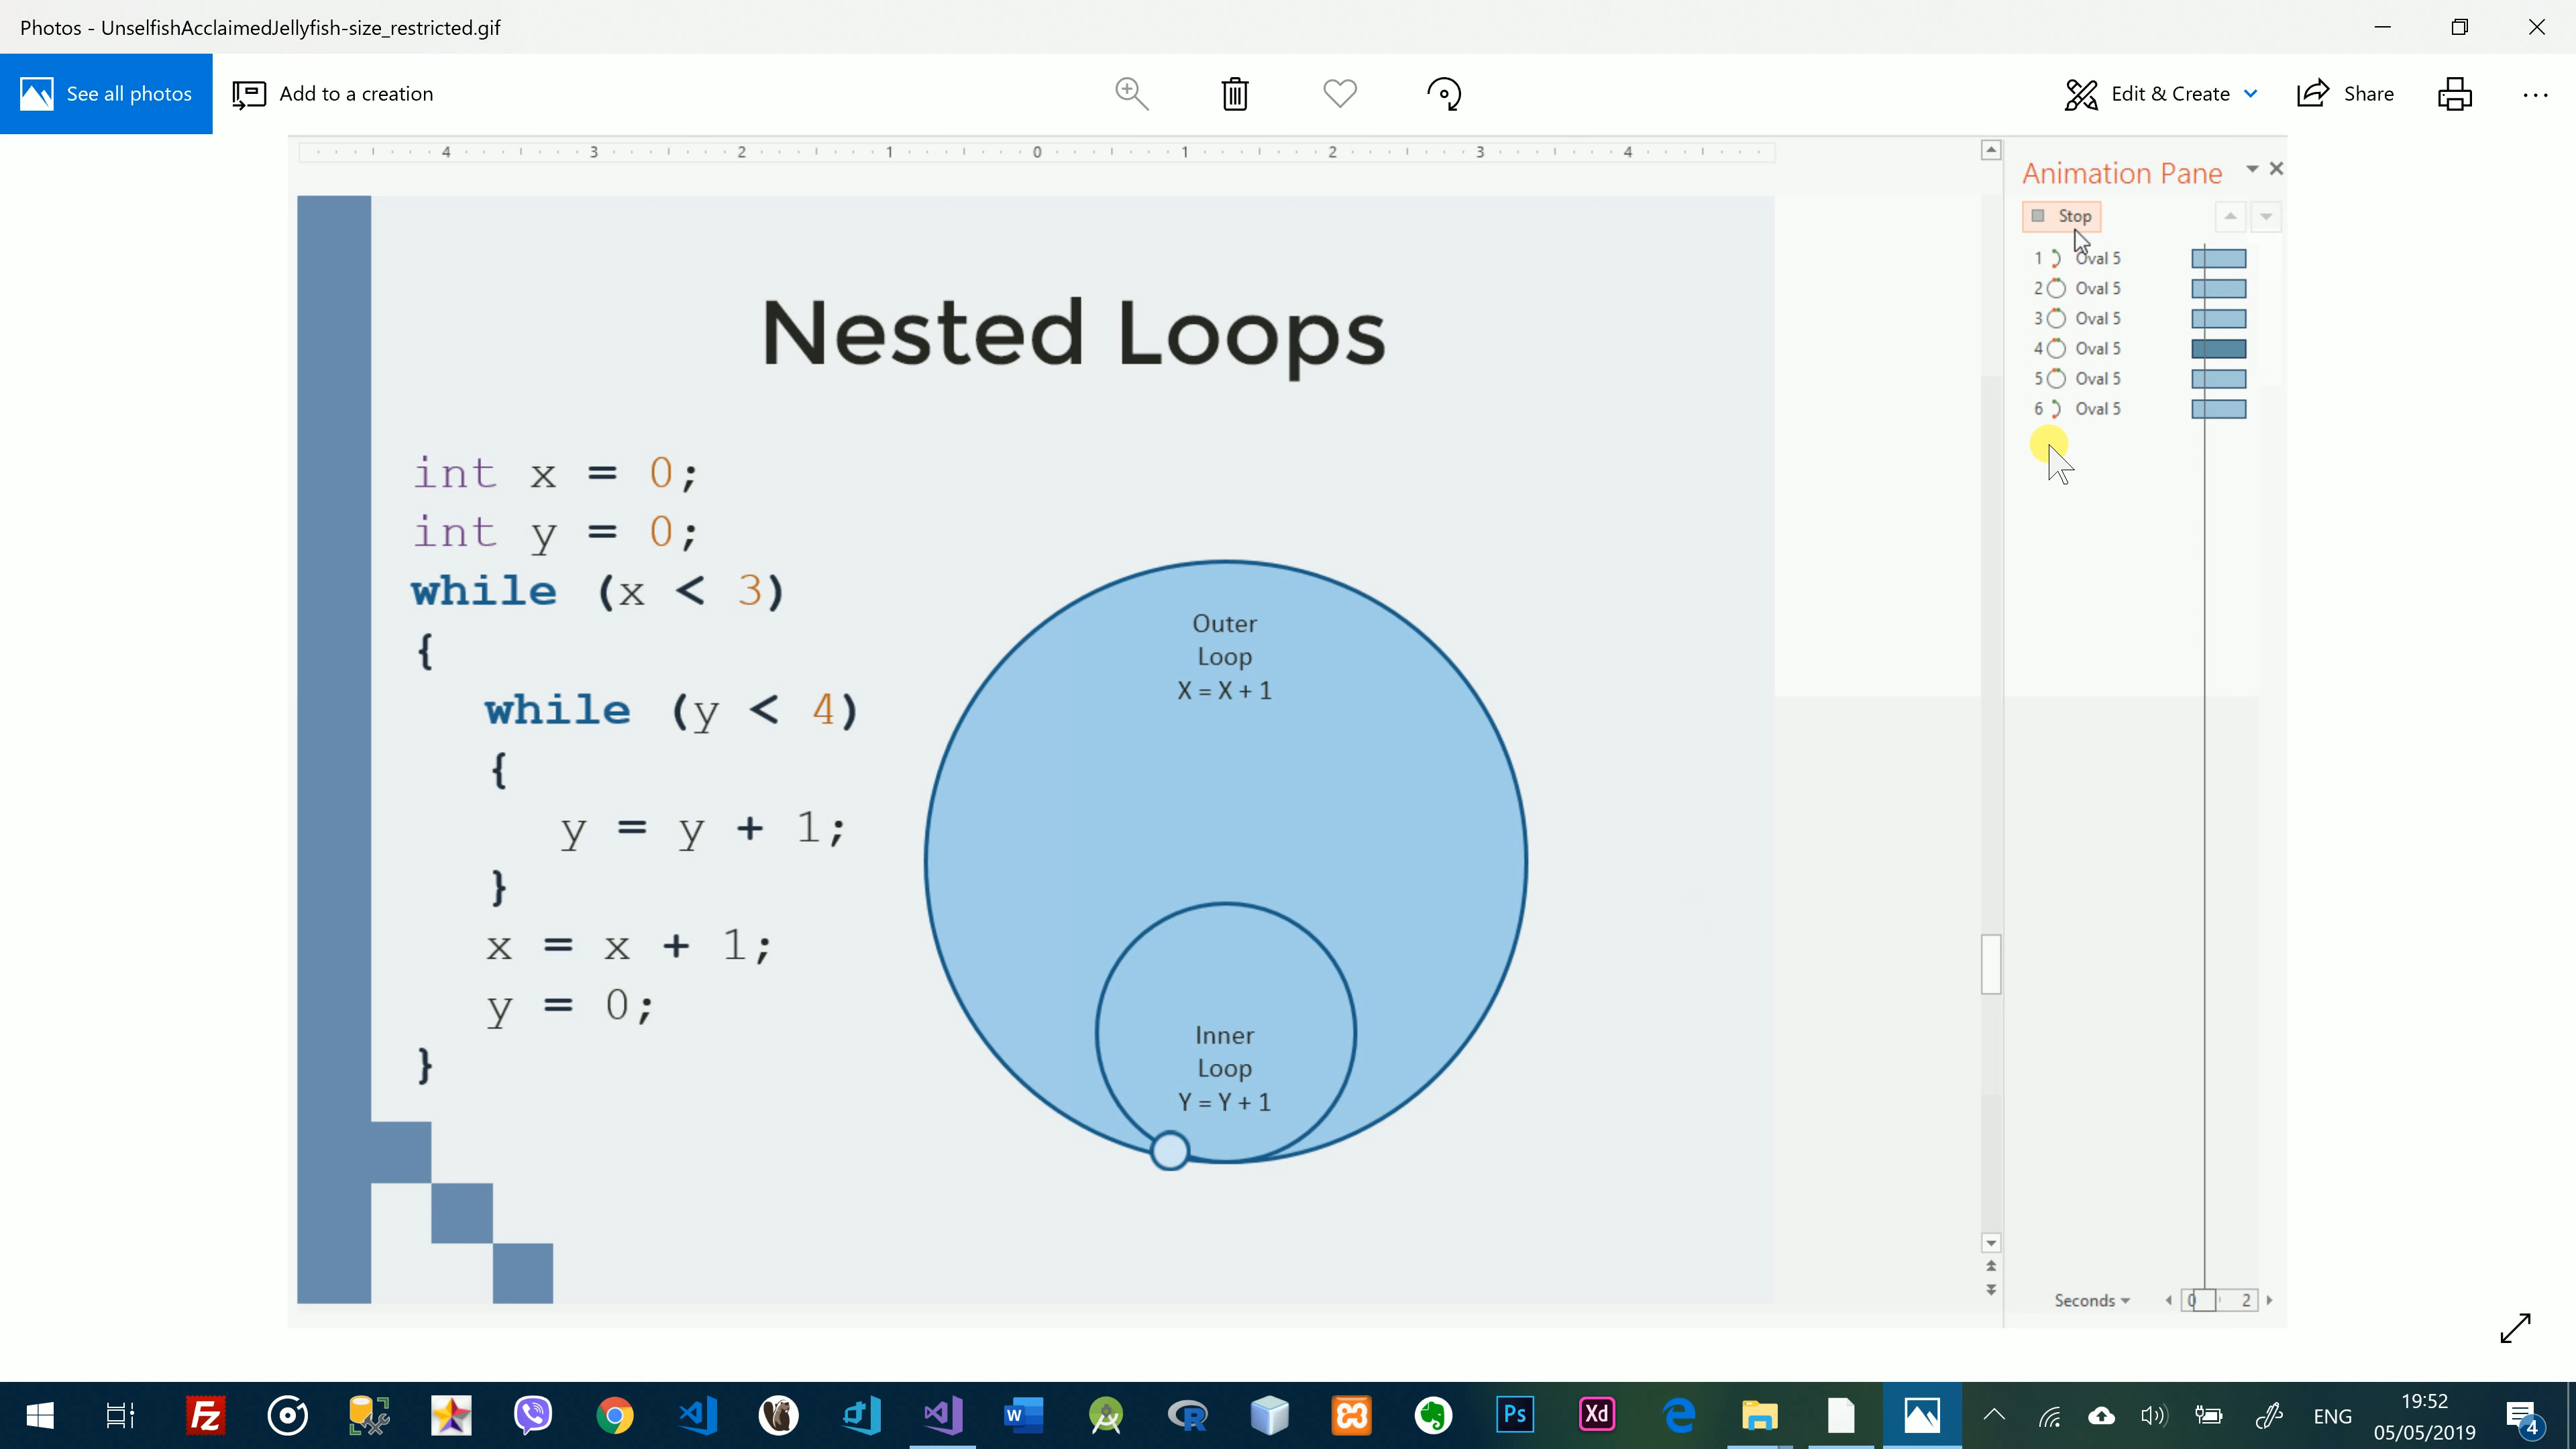 Photos - UnselfishAcclaimedJellyfish-size_restricted.gif
See all photos
Add to a creation
Edit & Create
Share
4 3 2 1 0 1 2 3 4
Animation Pane
Stop
1 Oval 5
2 Oval 5
3 Oval 5
4 Oval 5
5 Oval 5
6 Oval 5
Nested Loops
int x = 0;
int y = 0;
while (x < 3)
{
while (y < 4)
{
y = y + 1;
}
x = x + 1;
y = 0;
}
Outer
Loop
X = X + 1
Inner
Loop
Y = Y + 1
Seconds
0 2
Fz
W
R
Ps
Xd
ENG
19:52
05/05/2019
4